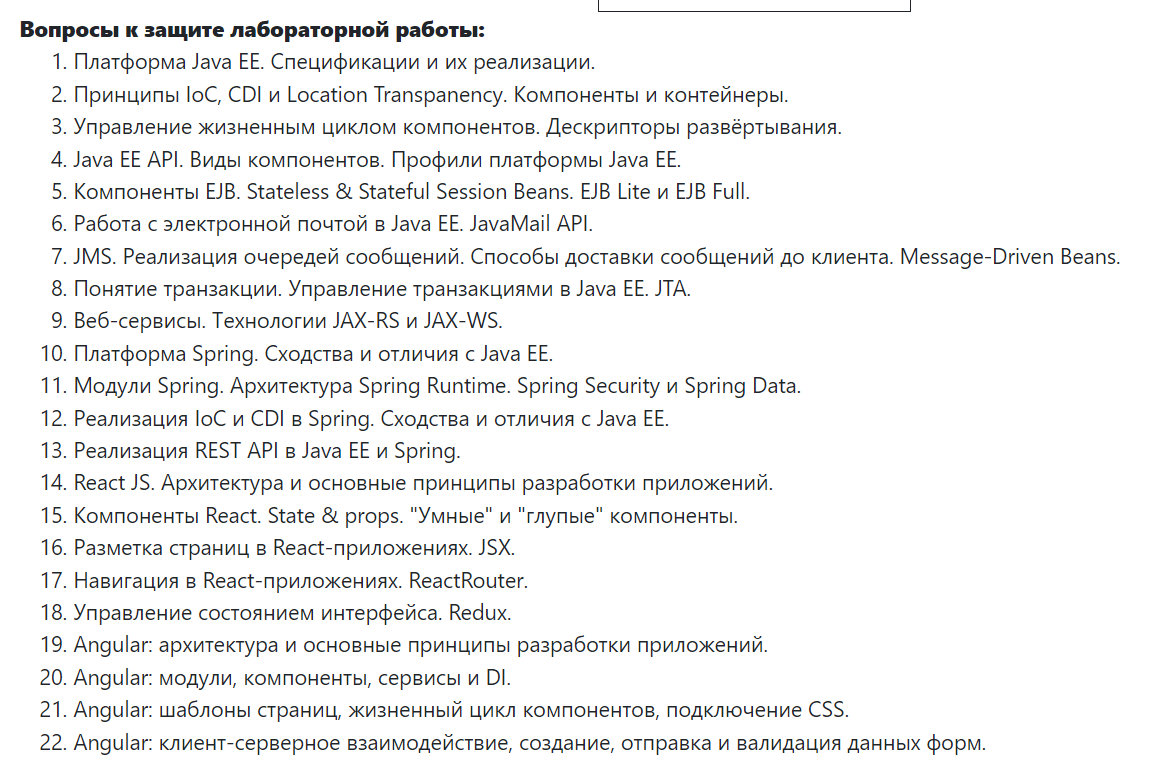 Вопросы к защите лабораторной работы:
1. Платформа Java EE. Спецификации и их реализации.
2. Принципы IoC, CDI и Location Transpanency. Компоненты и контейнеры.
3. Управление жизненным циклом компонентов. Дескрипторы развёртывания.
4. Java EE API. Виды компонентов. Профили платформы Java EE.
5. Компоненты EJB. Stateless & Stateful Session Beans. EJB Lite и EJB Full.
6. Работа с электронной почтой в Java EE. JavaMail API.
7. JMS. Реализация очередей сообщений. Способы доставки сообщений до клиента. Message-Driven Beans.
8. Понятие транзакции. Управление транзакциями в Java EE. JTA.
9. Веб-сервисы. Технологии JAX-RS и JAX-WS.
10. Платформа Spring. Сходства и отличия с Java EE.
11. Модули Spring. Архитектура Spring Runtime. Spring Security и Spring Data.
12. Реализация IoC и CDI в Spring. Сходства и отличия с Java EE.
13. Реализация REST API в Java EE и Spring.
14. React JS. Архитектура и основные принципы разработки приложений.
15. Компоненты React. State & props. "Умные" и "глупые" компоненты.
16. Разметка страниц в React-приложениях. JSX.
17. Навигация в React-приложениях. ReactRouter.
18. Управление состоянием интерфейса. Redux.
19. Angular: архитектура и основные принципы разработки приложений.
20. Angular: модули, компоненты, сервисы и DI.
21. Angular: шаблоны страниц, жизненный цикл компонентов, подключение CSS.
22. Angular: клиент-серверное взаимодействие, создание, отправка и валидация данных форм.